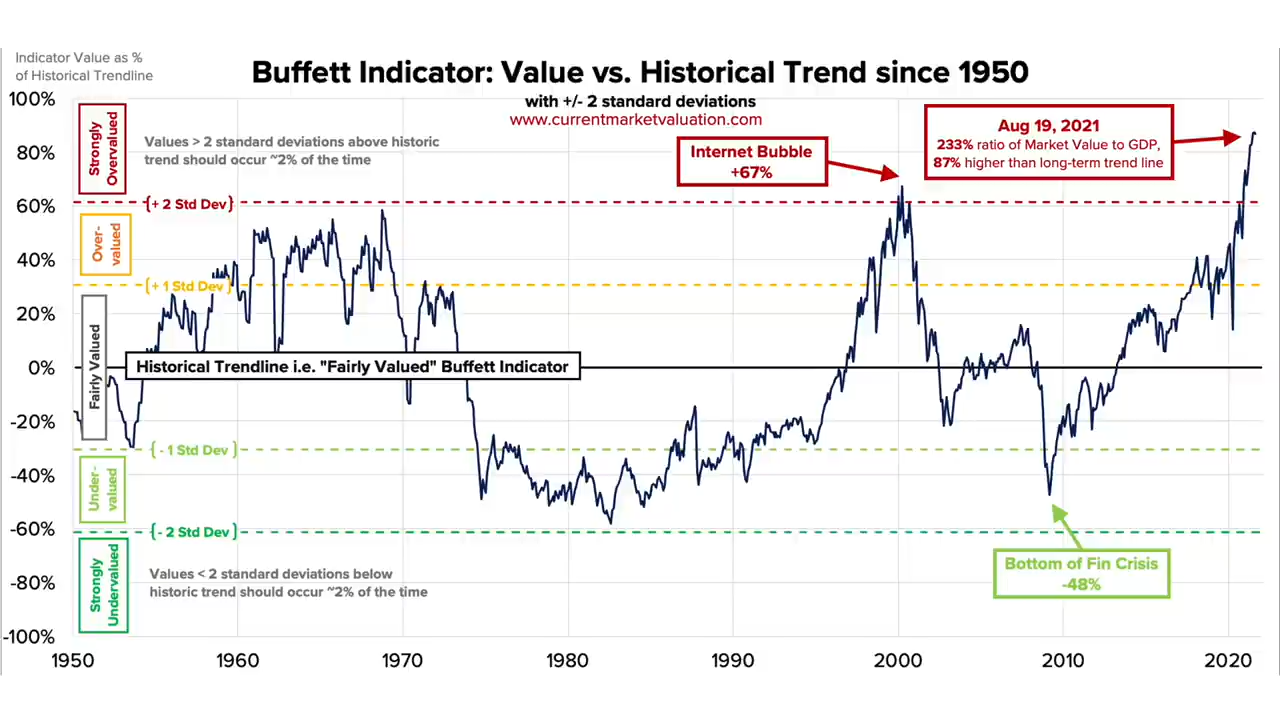 Indicator Value as %
of Historical Trendline
Buffett Indicator: Value vs. Historical Trend since 1950
with +/- 2 standard deviations
www.currentmarketvaluation.com
100%
80%
60%
40%
20%
0%
-20%
-40%
-60%
-80%
-100%
Strongly
Overvalued
Values > 2 standard deviations above historic
trend should occur ~2% of the time
Internet Bubble
+67%
Aug 19, 2021
233% ratio of Market Value to GDP,
87% higher than long-term trend line
{+ 2 Std Dev}
Over-
valued
{+ 1 Std Dev}
Fairly Valued
Historical Trendline i.e. "Fairly Valued" Buffett Indicator
{- 1 Std Dev}
Under-
valued
{- 2 Std Dev}
Strongly
Undervalued
Values < 2 standard deviations below
historic trend should occur ~2% of the time
Bottom of Fin Crisis
-48%
1950
1960
1970
1980
1990
2000
2010
2020